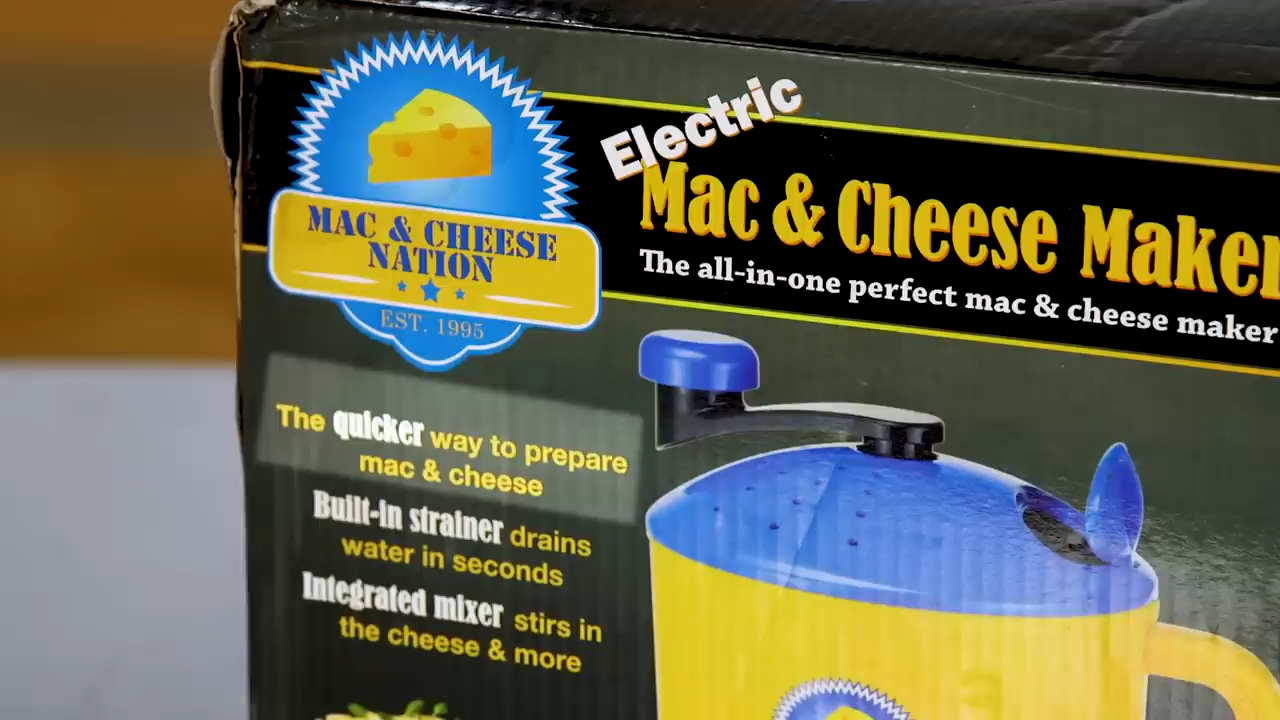 Electric
Mac & Cheese Maker
The all-in-one perfect mac & cheese maker
MAC & CHEESE
NATION
EST. 1995
The quicker way to prepare
mac & cheese
Built-in strainer drains
water in seconds
Integrated mixer stirs in
the cheese & more